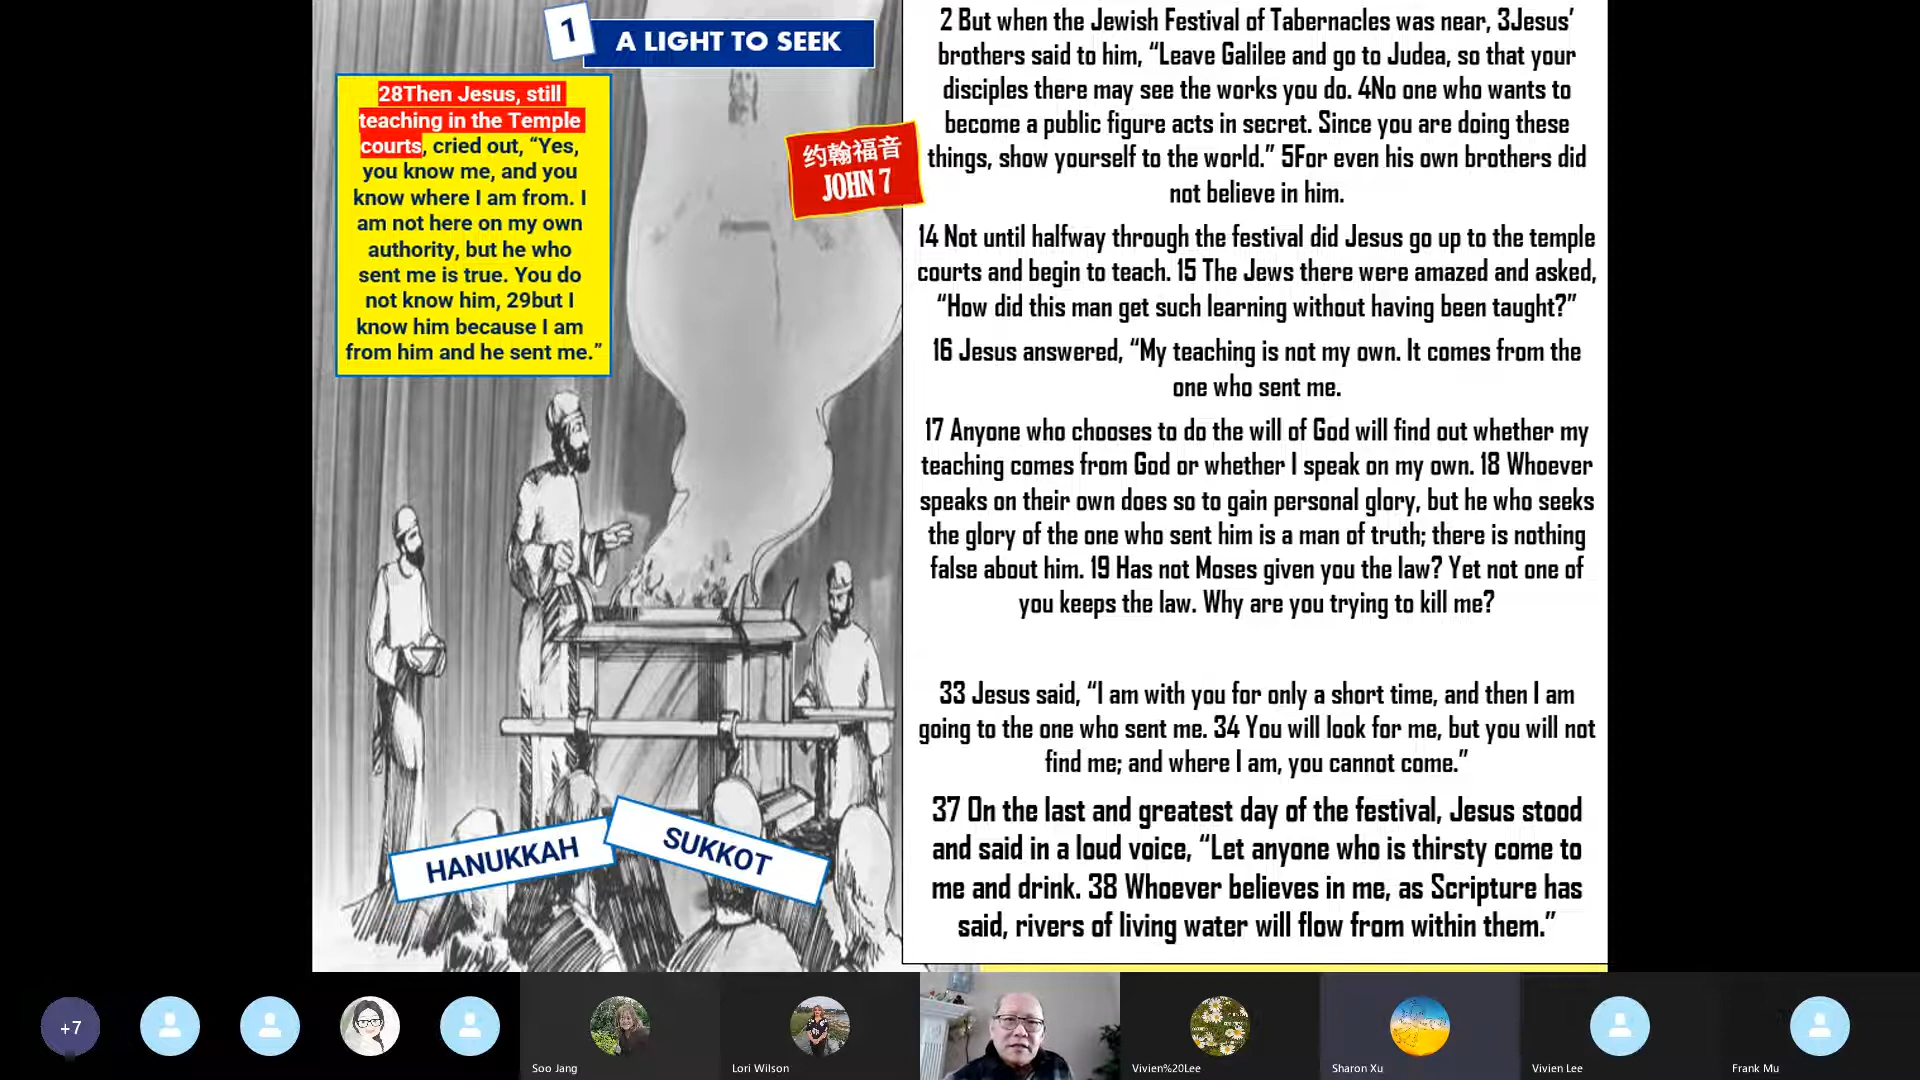 1
A LIGHT TO SEEK
28Then Jesus, still
teaching in the Temple
courts, cried out, “Yes,
you know me, and you
know where I am from. I
am not here on my own
authority, but he who
sent me is true. You do
not know him, 29but I
know him because I am
from him and he sent me.”
约翰福音
JOHN 7
HANUKKAH
SUKKOT
2 But when the Jewish Festival of Tabernacles was near, 3Jesus’
brothers said to him, “Leave Galilee and go to Judea, so that your
disciples there may see the works you do. 4No one who wants to
become a public figure acts in secret. Since you are doing these
things, show yourself to the world.” 5For even his own brothers did
not believe in him.
14 Not until halfway through the festival did Jesus go up to the temple
courts and begin to teach. 15 The Jews there were amazed and asked,
“How did this man get such learning without having been taught?”
16 Jesus answered, “My teaching is not my own. It comes from the
one who sent me.
17 Anyone who chooses to do the will of God will find out whether my
teaching comes from God or whether I speak on my own. 18 Whoever
speaks on their own does so to gain personal glory, but he who seeks
the glory of the one who sent him is a man of truth; there is nothing
false about him. 19 Has not Moses given you the law? Yet not one of
you keeps the law. Why are you trying to kill me?
33 Jesus said, “I am with you for only a short time, and then I am
going to the one who sent me. 34 You will look for me, but you will not
find me; and where I am, you cannot come.”
37 On the last and greatest day of the festival, Jesus stood
and said in a loud voice, “Let anyone who is thirsty come to
me and drink. 38 Whoever believes in me, as Scripture has
said, rivers of living water will flow from within them.”
+7
Soo Jang
Lori Wilson
Vivien%20Lee
Sharon Xu
Vivien Lee
Frank Mu